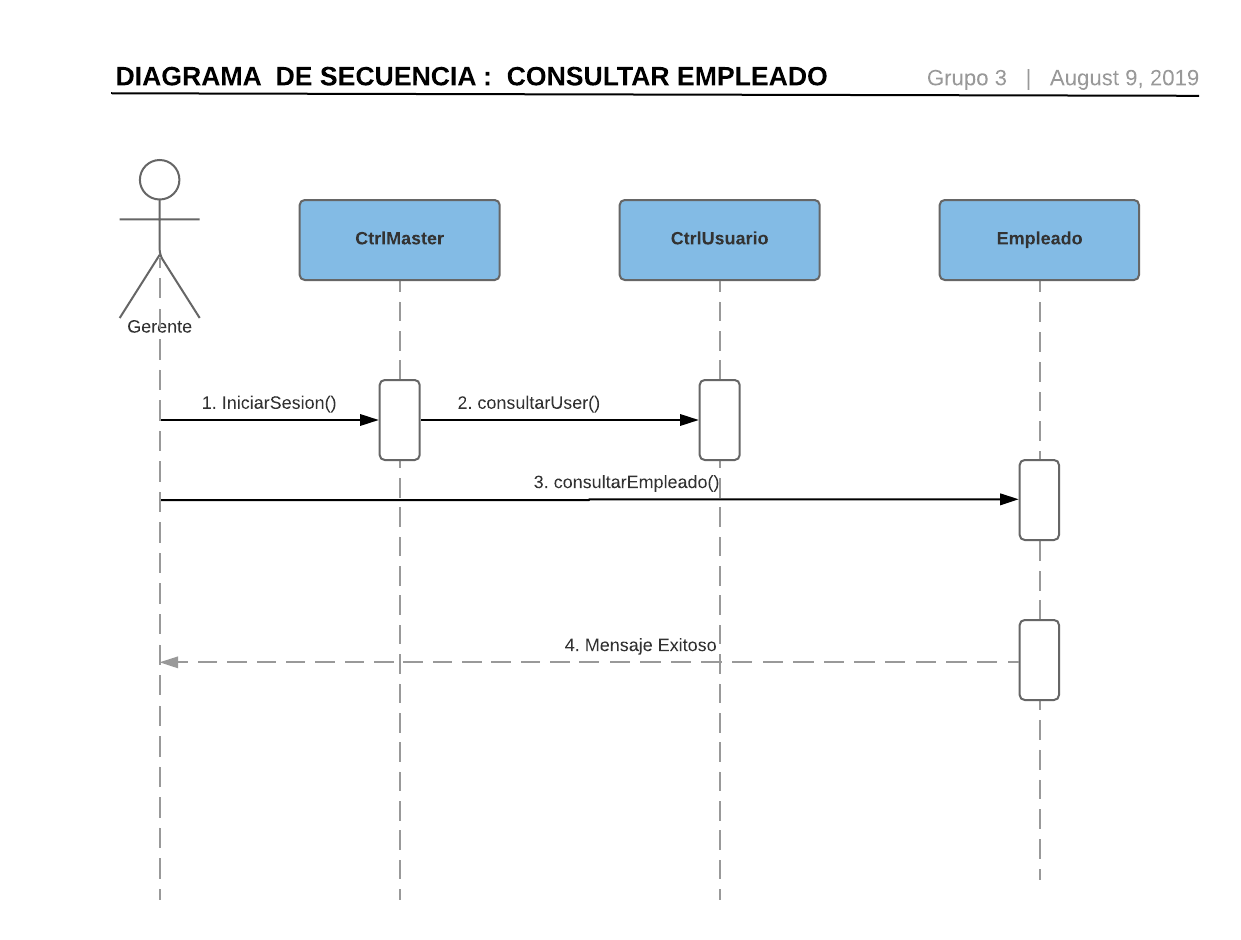 DIAGRAMA DE SECUENCIA : CONSULTAR EMPLEADO
Grupo 3 | August 9, 2019
CtrlMaster
CtrlUsuario
Empleado
Gerente
1. IniciarSesion()
2. consultarUser()
3. consultarEmpleado()
4. Mensaje Exitoso